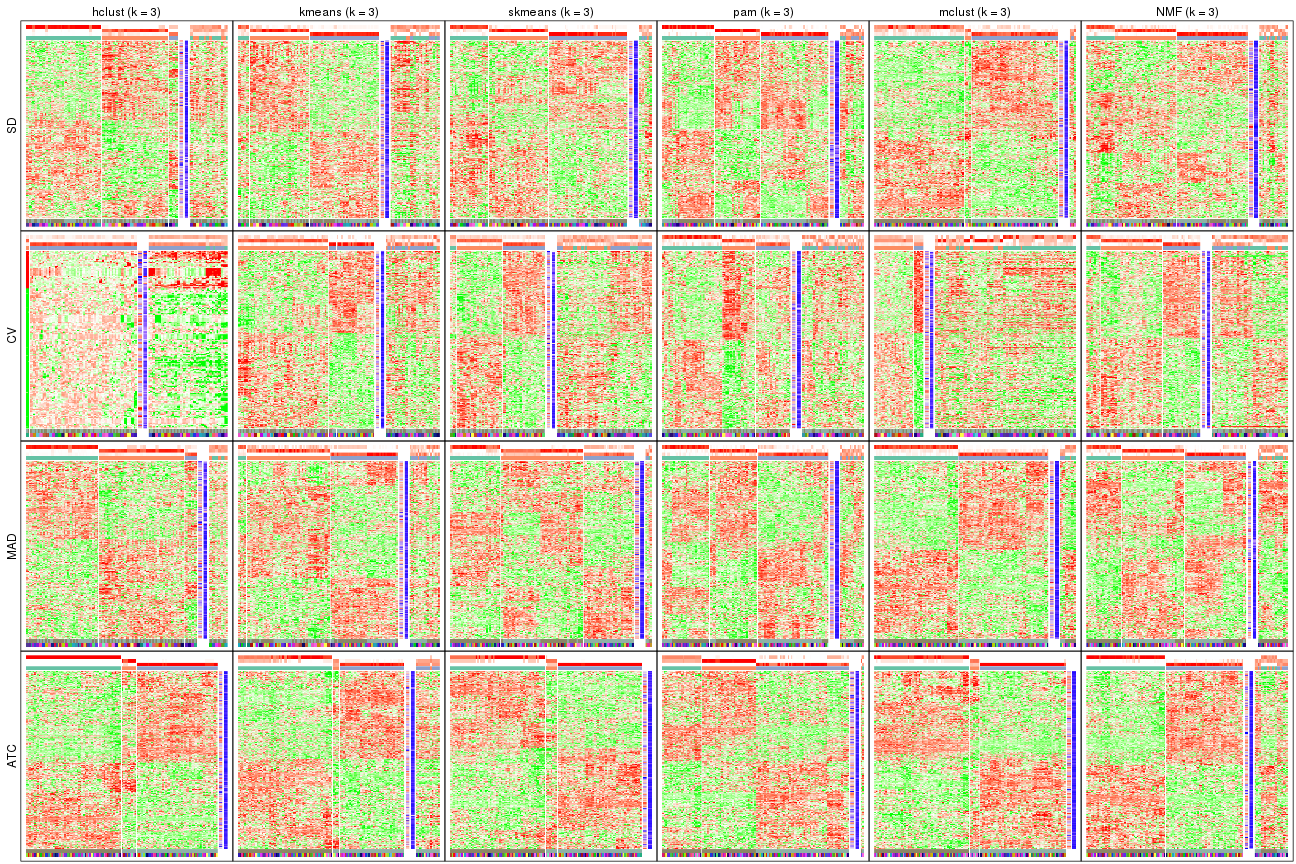 hclust (k = 3) kmeans (k = 3) skmeans (k = 3) pam (k = 3) mclust (k = 3) NMF (k = 3)
SD
CV
MAD
ATC